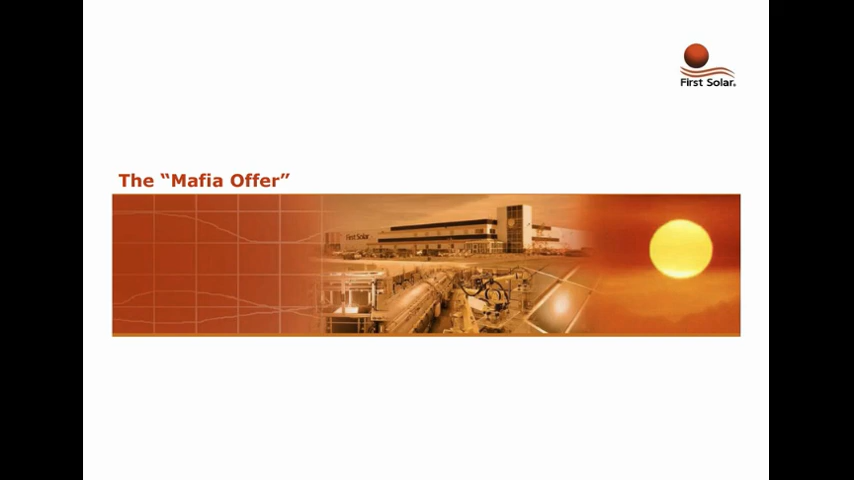 First Solar.
The “Mafia Offer”
First Solar